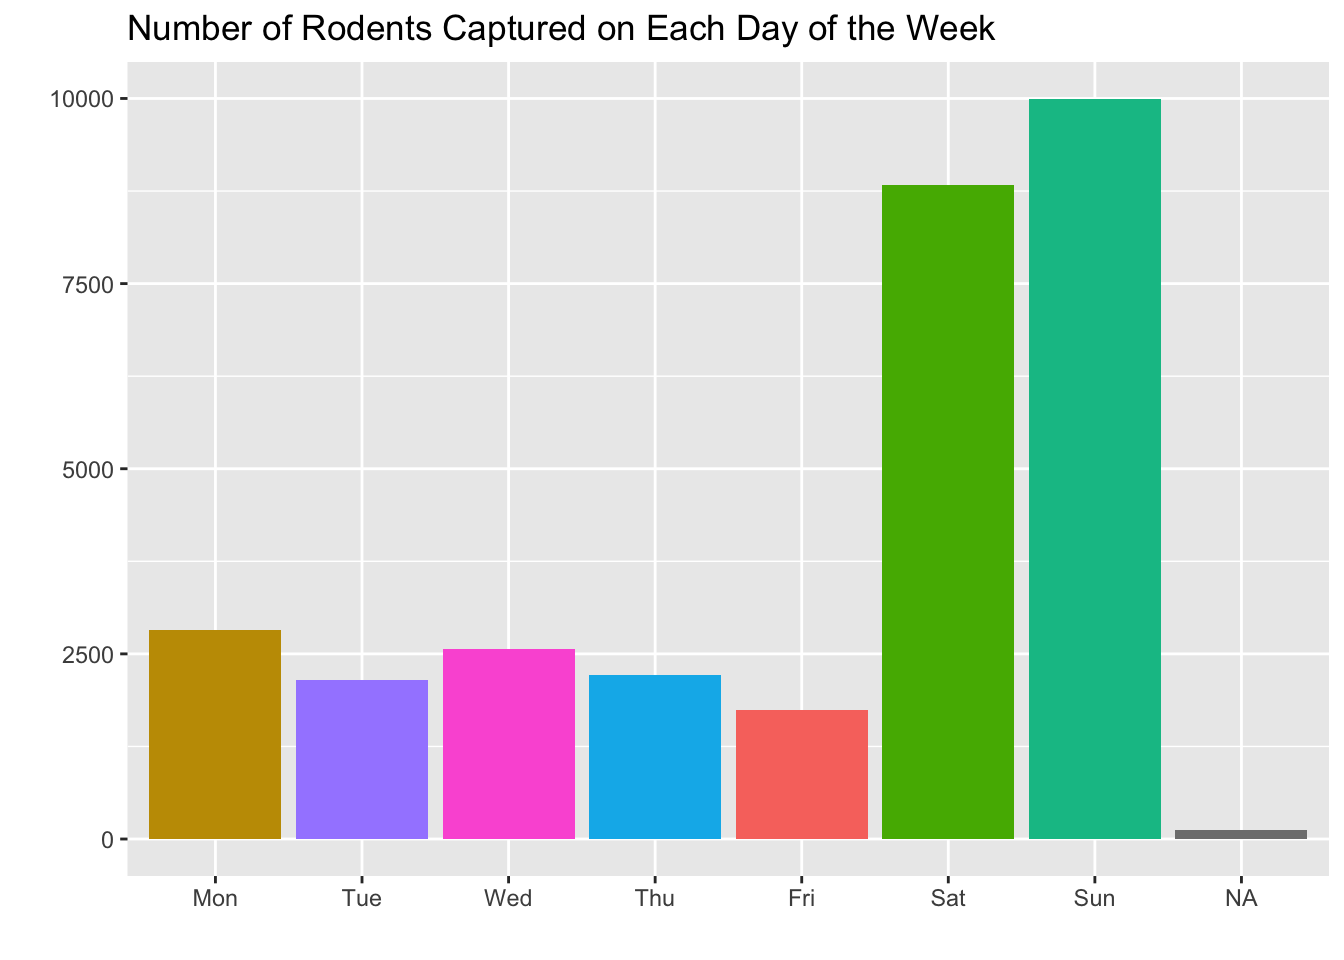 Number of Rodents Captured on Each Day of the Week
10000
7500
5000
2500
0
Mon Tue Wed Thu Fri Sat Sun NA